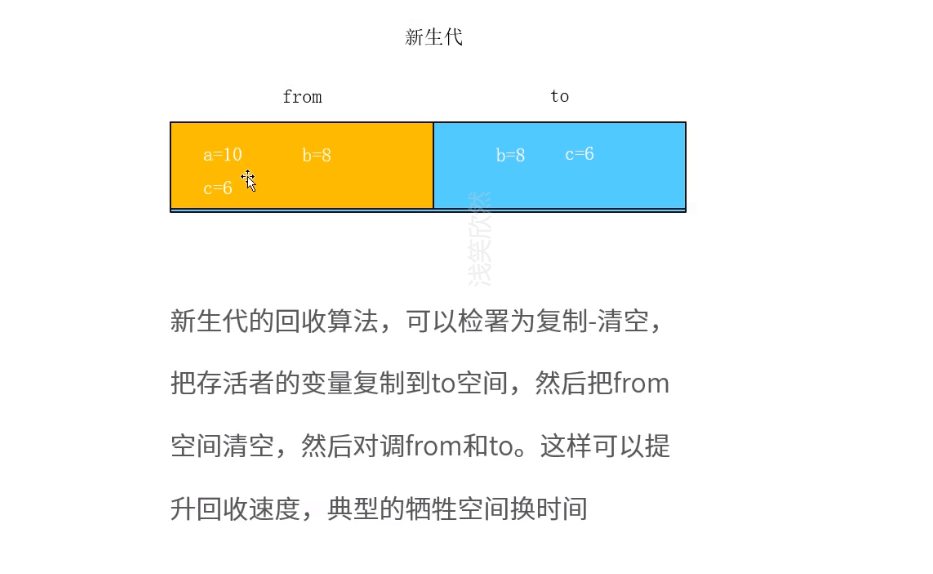 新生代
from to
a=10 b=8 b=8 c=6
c=6
浅笑欣然
新生代的回收算法，可以检署为复制-清空，
把存活者的变量复制到to空间，然后把from
空间清空，然后对调from和to。这样可以提
升回收速度，典型的牺牲空间换时间